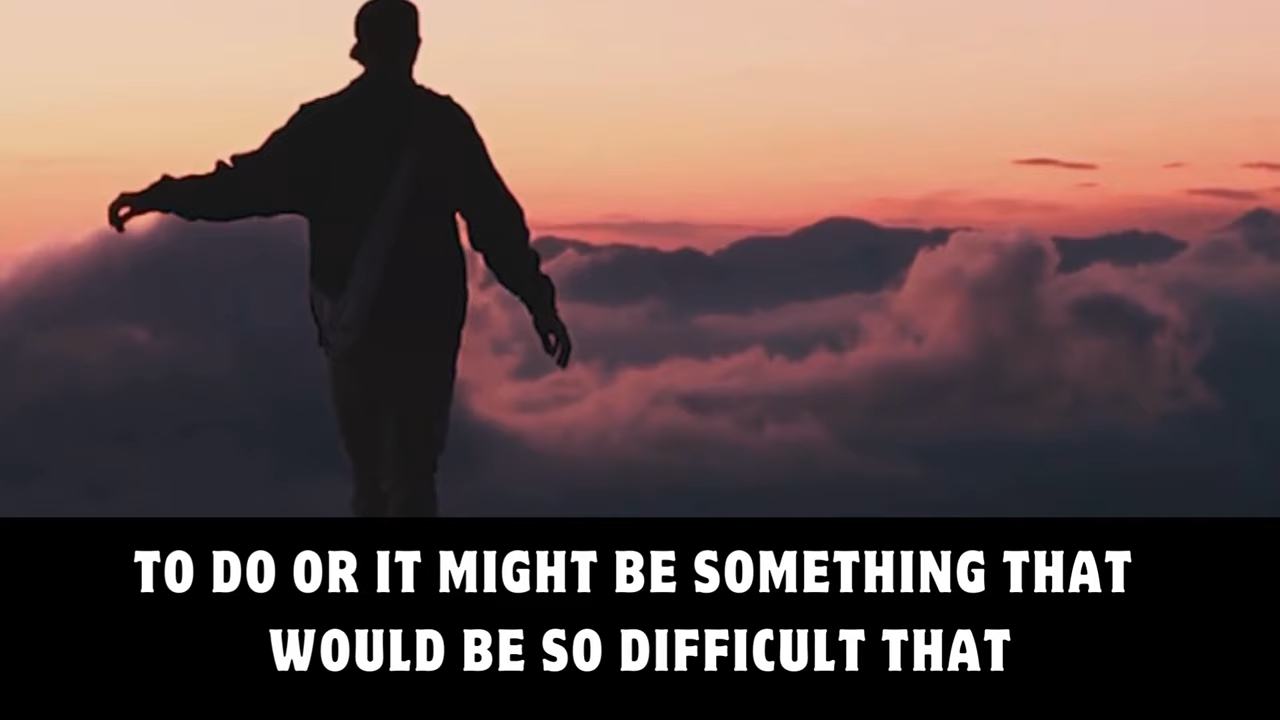 TO DO OR IT MIGHT BE SOMETHING THAT
WOULD BE SO DIFFICULT THAT